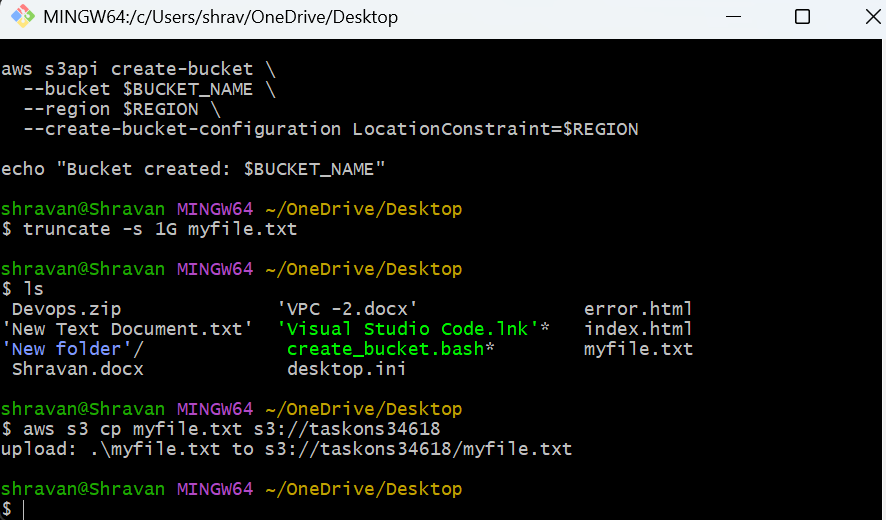 MINGW64:/c/Users/shrav/OneDrive/Desktop
aws s3api create-bucket \
  --bucket $BUCKET_NAME \
  --region $REGION \
  --create-bucket-configuration LocationConstraint=$REGION
echo "Bucket created: $BUCKET_NAME"
shravan@Shravan MINGW64 ~/OneDrive/Desktop
$ truncate -s 1G myfile.txt
shravan@Shravan MINGW64 ~/OneDrive/Desktop
$ ls
 Devops.zip             'VPC -2.docx'               error.html
'New Text Document.txt'  'Visual Studio Code.lnk'*   index.html
'New folder'/             create_bucket.bash*        myfile.txt
 Shravan.docx             desktop.ini
shravan@Shravan MINGW64 ~/OneDrive/Desktop
$ aws s3 cp myfile.txt s3://taskons34618
upload: .\myfile.txt to s3://taskons34618/myfile.txt
shravan@Shravan MINGW64 ~/OneDrive/Desktop
$